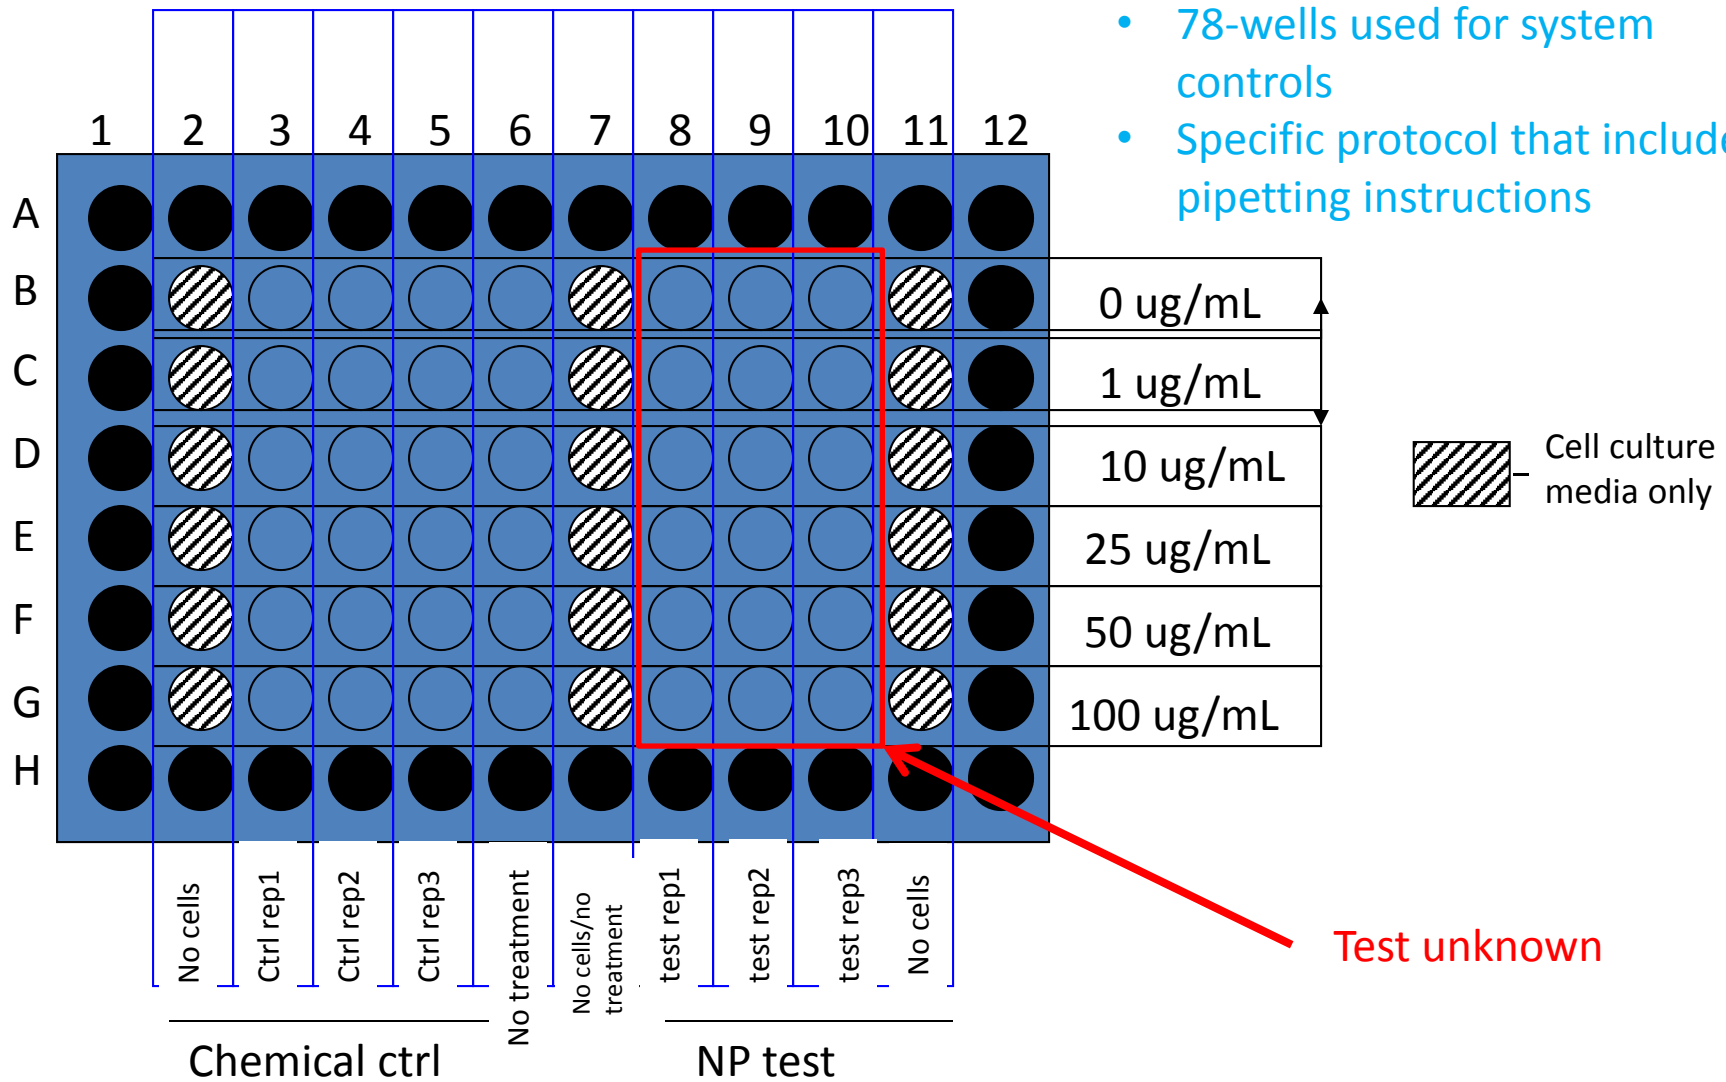 • 78-wells used for system
controls
• Specific protocol that include
pipetting instructions
1 2 3 4 5 6 7 8 9 10 11 12
A
B
C
D
E
F
G
H
0 ug/mL
1 ug/mL
10 ug/mL
25 ug/mL
50 ug/mL
100 ug/mL
Cell culture
media only
No cells
Ctrl rep1
Ctrl rep2
Ctrl rep3
No treatment
No cells/no
treatment
test rep1
test rep2
test rep3
No cells
Test unknown
Chemical ctrl
NP test